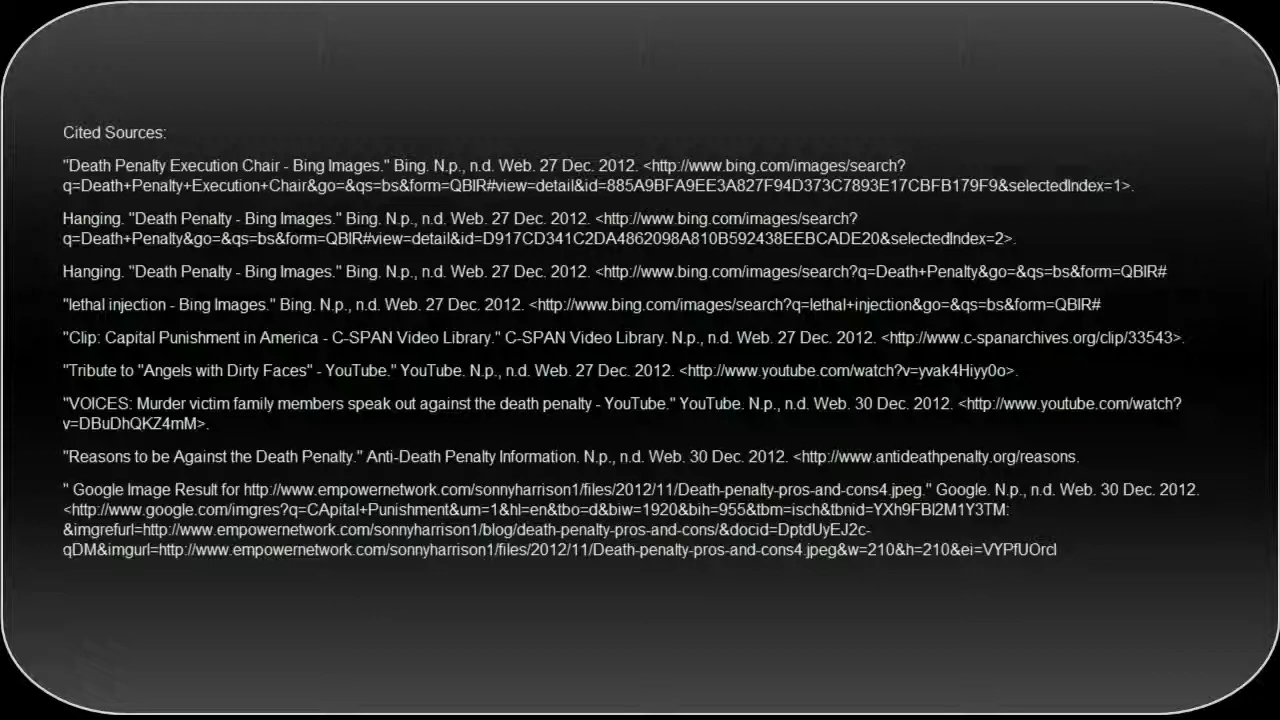 Cited Sources:
"Death Penalty Execution Chair - Bing Images." Bing. N.p., n.d. Web. 27 Dec. 2012. <http://www.bing.com/images/search?
q=Death+Penalty+Execution+Chair&go=&qs=bs&form=QBIR#view=detail&id=885A9BFA9EE3A827F94D373C7893E17CBFB179F9&selectedIndex=1>.
Hanging. "Death Penalty - Bing Images." Bing. N.p., n.d. Web. 27 Dec. 2012. <http://www.bing.com/images/search?
q=Death+Penalty&go=&qs=bs&form=QBIR#view=detail&id=D917CD341C2DA4862098A810B592438EEBCADE20&selectedIndex=2>.
Hanging. "Death Penalty - Bing Images." Bing. N.p., n.d. Web. 27 Dec. 2012. <http://www.bing.com/images/search?q=Death+Penalty&go=&qs=bs&form=QBIR#
"lethal injection - Bing Images." Bing. N.p., n.d. Web. 27 Dec. 2012. <http://www.bing.com/images/search?q=lethal+injection&go=&qs=bs&form=QBIR#
"Clip: Capital Punishment in America - C-SPAN Video Library." C-SPAN Video Library. N.p., n.d. Web. 27 Dec. 2012. <http://www.c-spanarchives.org/clip/33543>.
"Tribute to "Angels with Dirty Faces" - YouTube." YouTube. N.p., n.d. Web. 27 Dec. 2012. <http://www.youtube.com/watch?v=yvak4Hiyy0o>.
"VOICES: Murder victim family members speak out against the death penalty - YouTube." YouTube. N.p., n.d. Web. 30 Dec. 2012. <http://www.youtube.com/watch?
v=DBuDhQKZ4mM>.
"Reasons to be Against the Death Penalty." Anti-Death Penalty Information. N.p., n.d. Web. 30 Dec. 2012. <http://www.antideathpenalty.org/reasons.
" Google Image Result for http://www.empowernetwork.com/sonnyharrison1/files/2012/11/Death-penalty-pros-and-cons4.jpeg." Google. N.p., n.d. Web. 30 Dec. 2012.
<http://www.google.com/imgres?q=CApital+Punishment&um=1&hl=en&tbo=d&biw=1920&bih=955&tbm=isch&tbnid=YXh9FBI2M1Y3TM:
&imgrefurl=http://www.empowernetwork.com/sonnyharrison1/blog/death-penalty-pros-and-cons/&docid=DptdUyEJ2c-
qDM&imgurl=http://www.empowernetwork.com/sonnyharrison1/files/2012/11/Death-penalty-pros-and-cons4.jpeg&w=210&h=210&ei=VYPfUOrcI